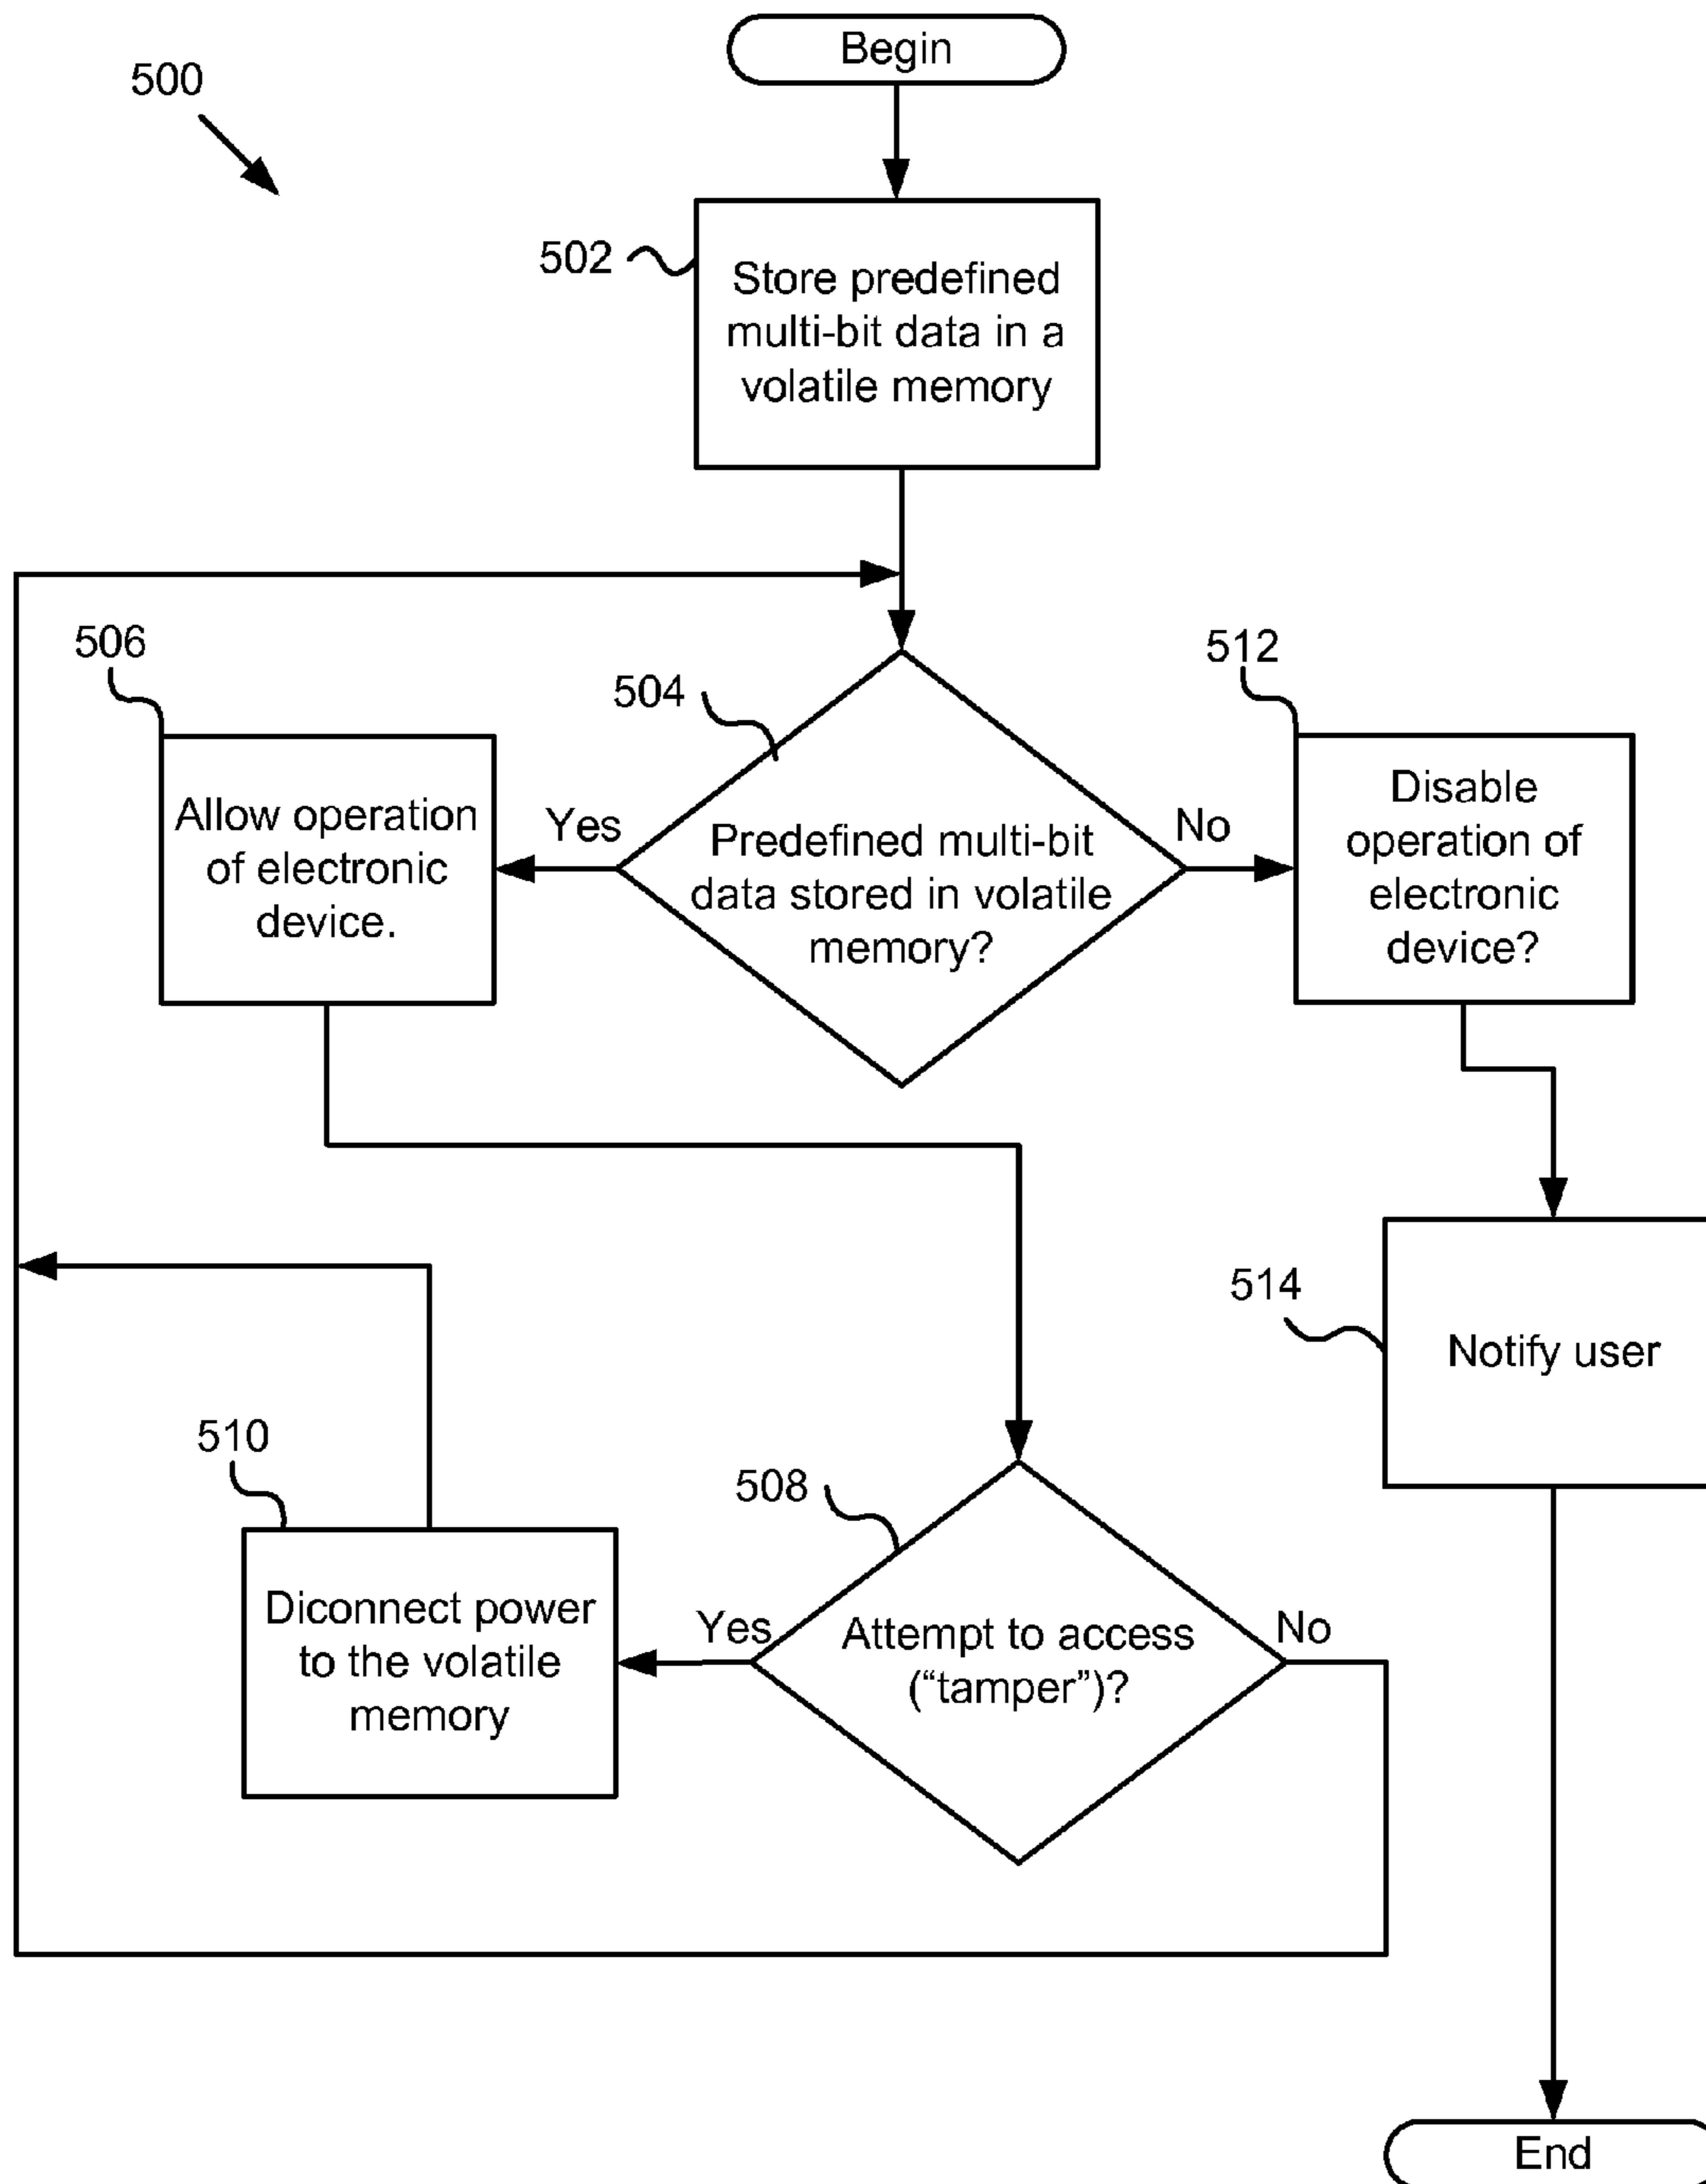 Begin
500
502
Store predefined
multi-bit data in a
volatile memory
506
504
512
Allow operation
of electronic
device.
Yes
Predefined multi-bit
data stored in volatile
memory?
No
Disable
operation of
electronic
device?
514
Notify user
510
508
Diconnect power
to the volatile
memory
Yes
Attempt to access
(“tamper”)?
No
End